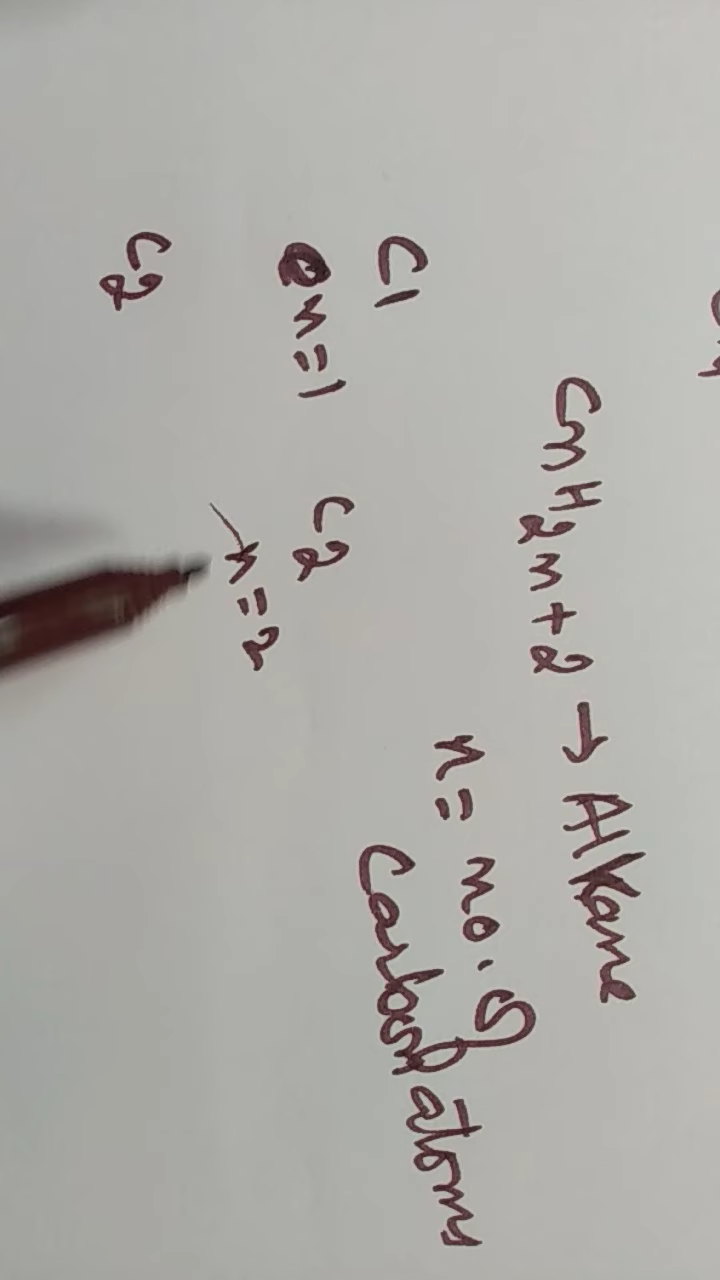 CnH2n+2 → Alkane
n = no. of
Carbon atoms
C1
n=1
C2
n=2
C2